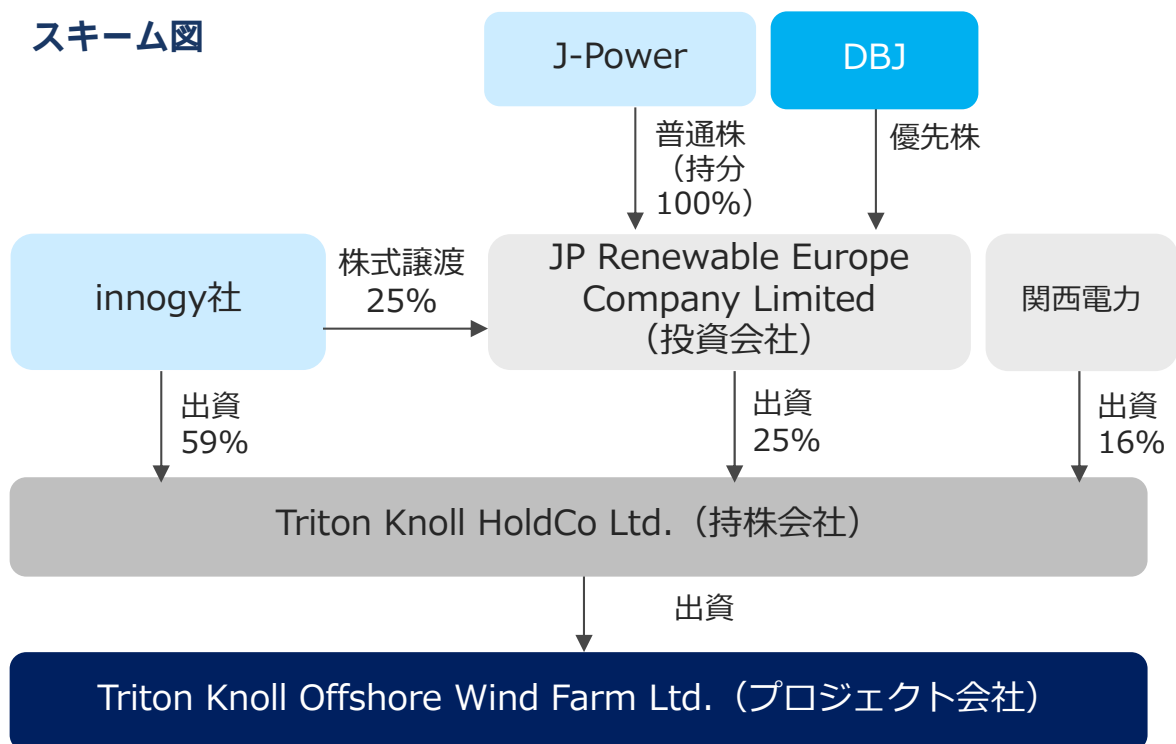 スキーム図
J-Power
DBJ
普通株
（持分
100%）
優先株
innogy社
株式譲渡
25%
JP Renewable Europe
Company Limited
（投資会社）
関西電力
出資
59%
出資
25%
出資
16%
Triton Knoll HoldCo Ltd.（持株会社）
出資
Triton Knoll Offshore Wind Farm Ltd.（プロジェクト会社）